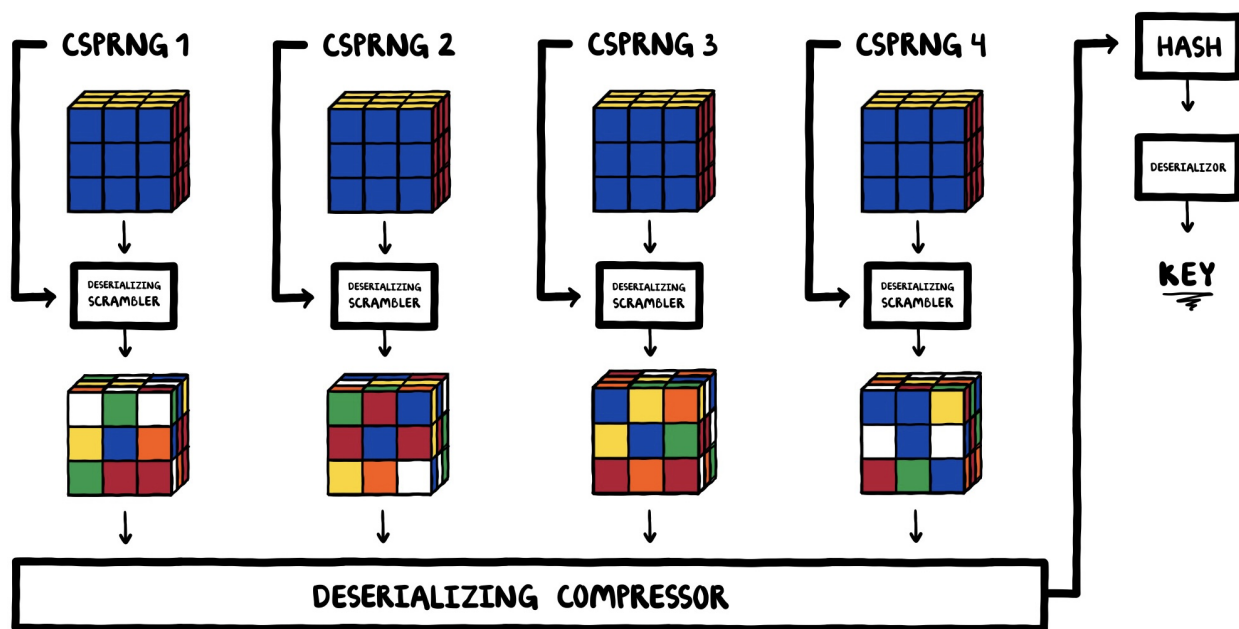 CSPRNG 1
CSPRNG 2
CSPRNG 3
CSPRNG 4
HASH
DESERIALIZOR
KEY
DESERIALIZING
SCRAMBLER
DESERIALIZING
SCRAMBLER
DESERIALIZING
SCRAMBLER
DESERIALIZING
SCRAMBLER
DESERIALIZING COMPRESSOR